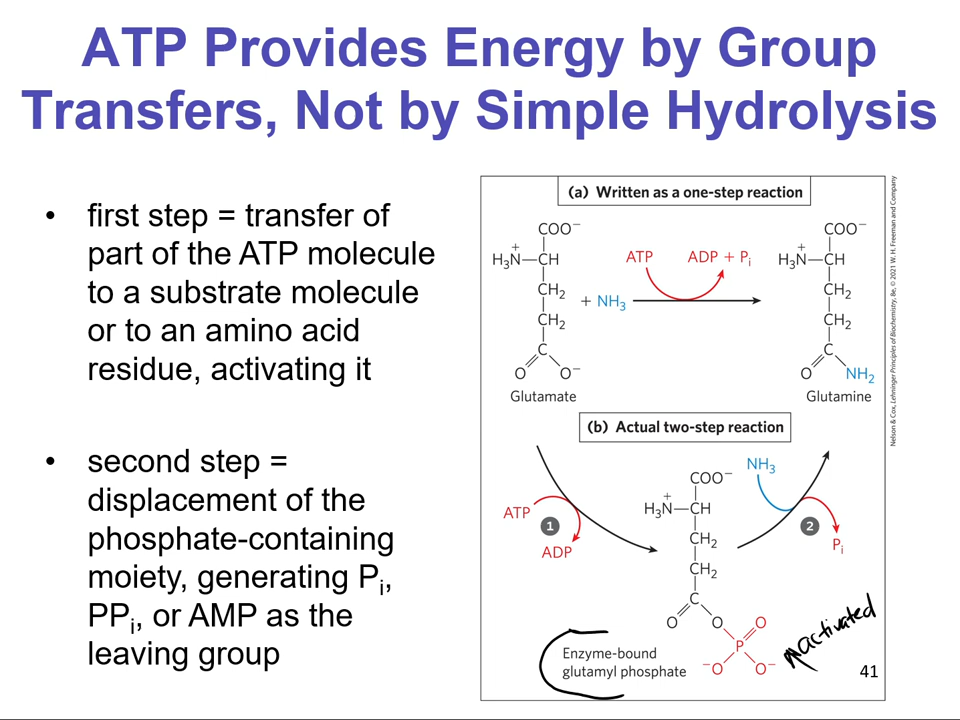 ATP Provides Energy by Group
Transfers, Not by Simple Hydrolysis
• first step = transfer of
part of the ATP molecule
to a substrate molecule
or to an amino acid
residue, activating it
• second step =
displacement of the
phosphate-containing
moiety, generating Pi,
PPi, or AMP as the
leaving group
(a) Written as a one-step reaction
COO−
H3N+—CH
CH2
CH2
C
O O−
Glutamate
+ NH3
ATP ADP + Pi
COO−
H3N+—CH
CH2
CH2
C
O NH2
Glutamine
(b) Actual two-step reaction
ATP
1
ADP
COO−
H3N+—CH
CH2
CH2
C
O O O
P
−O O−
NH3
2
Pi
Enzyme-bound
glutamyl phosphate
activated
41
Nelson & Cox, Lehninger Principles of Biochemistry, 8e, © 2021 W. H. Freeman and Company